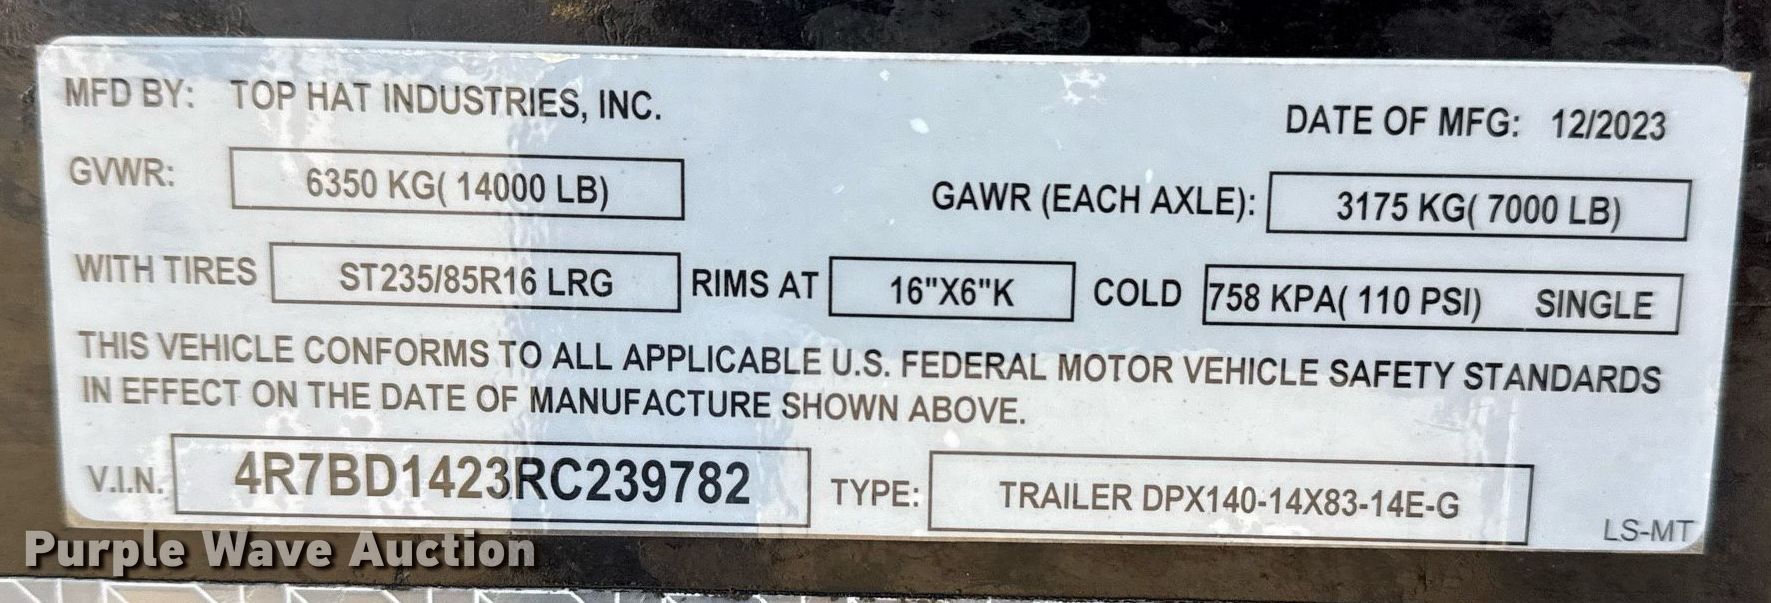 MFD BY: TOP HAT INDUSTRIES, INC. DATE OF MFG: 12/2023
GVWR: 6350 KG( 14000 LB) GAWR (EACH AXLE): 3175 KG( 7000 LB)
WITH TIRES ST235/85R16 LRG RIMS AT 16"X6"K COLD 758 KPA( 110 PSI) SINGLE
THIS VEHICLE CONFORMS TO ALL APPLICABLE U.S. FEDERAL MOTOR VEHICLE SAFETY STANDARDS
IN EFFECT ON THE DATE OF MANUFACTURE SHOWN ABOVE.
V.I.N. 4R7BD1423RC239782 TYPE: TRAILER DPX140-14X83-14E-G
LS-MT
Purple Wave Auction